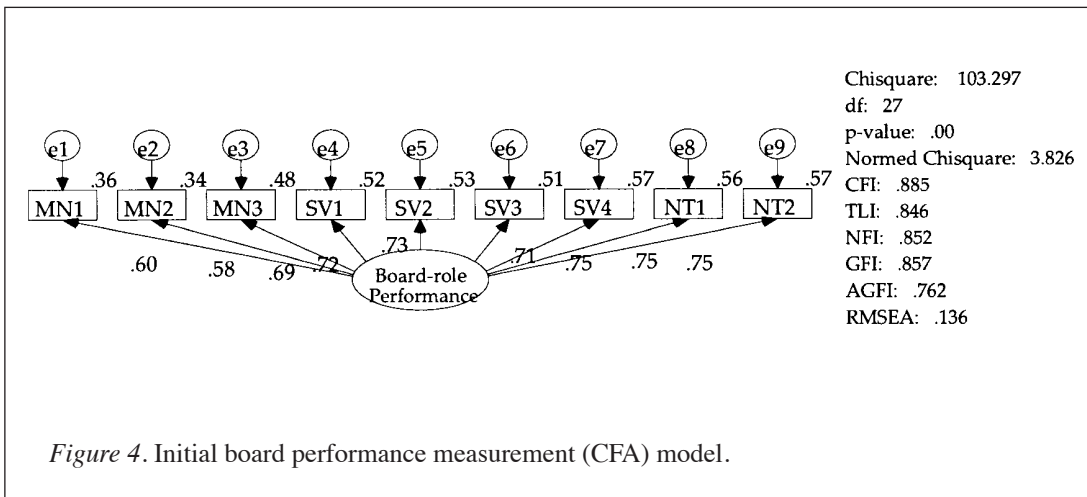 Chisquare: 103.297
df: 27
p-value: .00
Normed Chisquare: 3.826
CFI: .885
TLI: .846
NFI: .852
GFI: .857
AGFI: .762
RMSEA: .136
e1 e2 e3 e4 e5 e6 e7 e8 e9
.36 .34 .48 .52 .53 .51 .57 .56 .57
MN1 MN2 MN3 SV1 SV2 SV3 SV4 NT1 NT2
.60 .58 .69 .72 .73 .71 .75 .75 .75
Board-role
Performance
Figure 4. Initial board performance measurement (CFA) model.